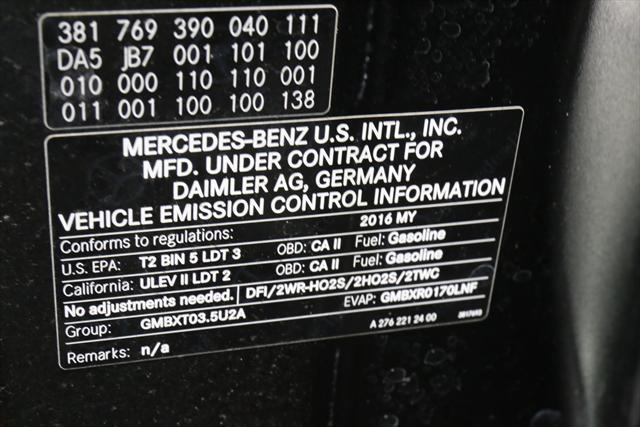 381 769 390 040 111
DA5 JB7 001 101 100
010 000 110 110 001
011 001 100 100 138
MERCEDES-BENZ U.S. INTL., INC.
MFD. UNDER CONTRACT FOR
DAIMLER AG, GERMANY
VEHICLE EMISSION CONTROL INFORMATION
Conforms to regulations: 2016 MY
U.S. EPA: T2 BIN 5 LDT 3 OBD: CA II Fuel: Gasoline
California: ULEV II LDT 2 OBD: CA II Fuel: Gasoline
No adjustments needed. DFI/2WR-HO2S/2HO2S/2TWC
Group: GMBXT03.5U2A EVAP: GMBXR0170LNF
Remarks: n/a A 276 221 24 00